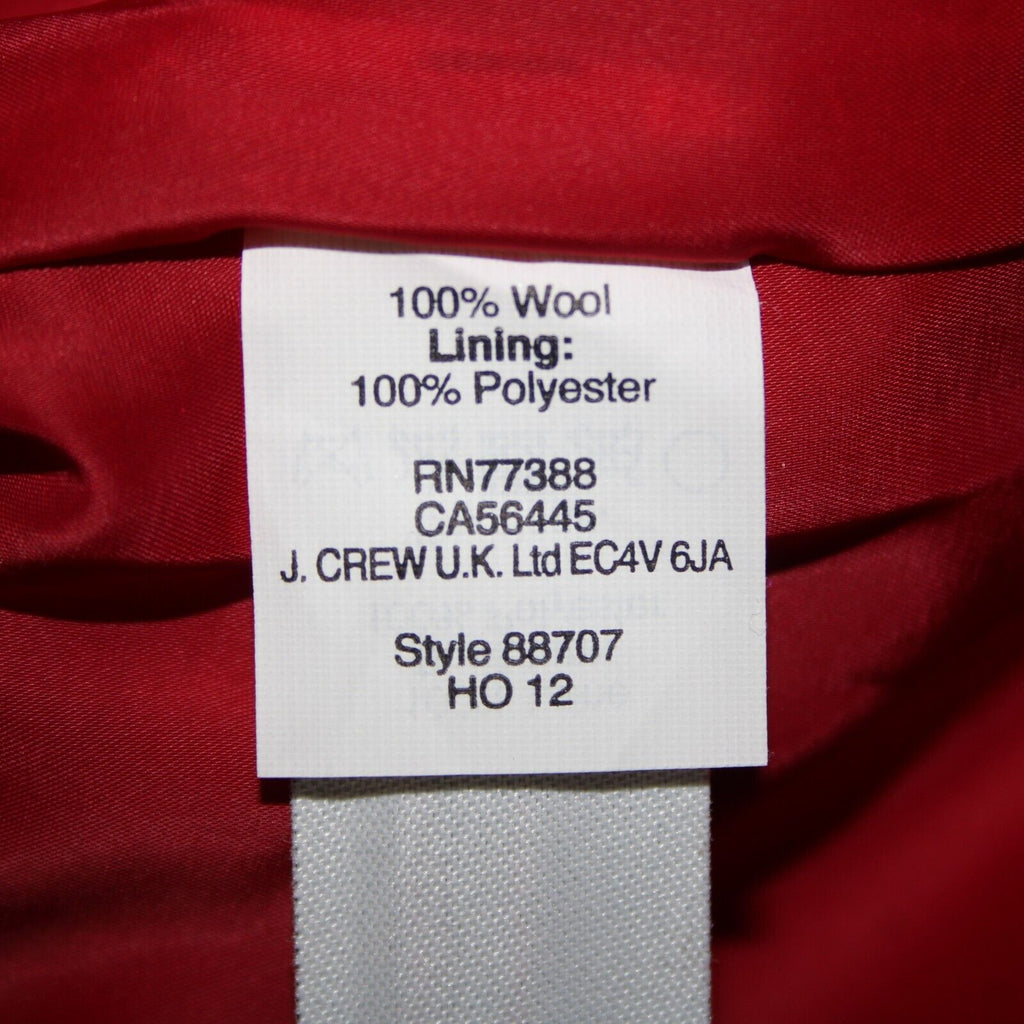 100% Wool
Lining:
100% Polyester
RN77388
CA56445
J. CREW U.K. Ltd EC4V 6JA
Style 88707
HO 12